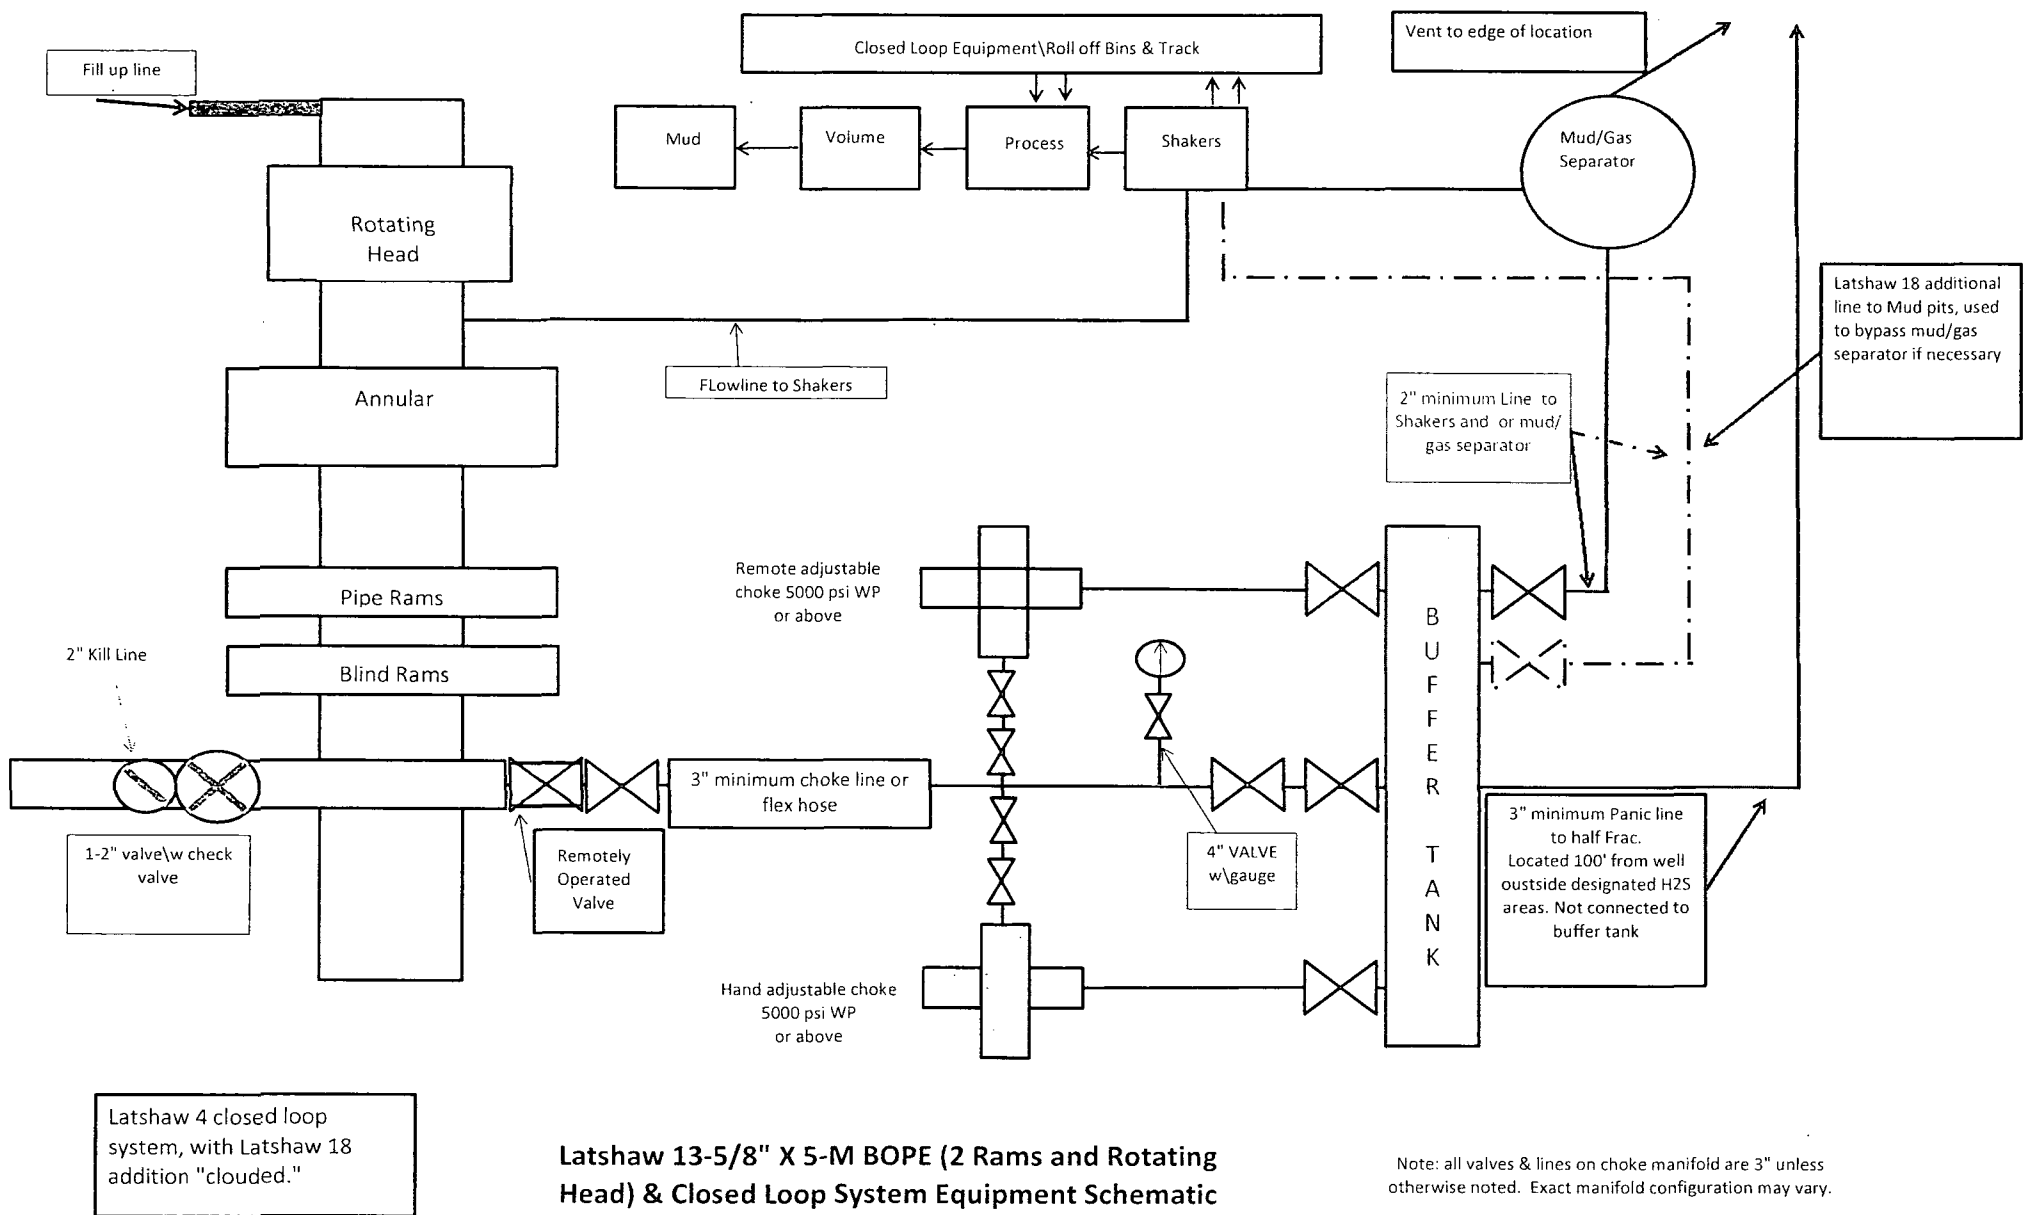 Fill up line
Closed Loop Equipment\Roll off Bins & Track
Vent to edge of location
Mud
Volume
Process
Shakers
Mud/Gas
Separator
Rotating
Head
Latshaw 18 additional
line to Mud pits, used
to bypass mud/gas
separator if necessary
FLowline to Shakers
Annular
2" minimum Line to
Shakers and or mud/
gas separator
Pipe Rams
Remote adjustable
choke 5000 psi WP
or above
Blind Rams
2" Kill Line
B
U
F
F
E
R
T
A
N
K
3" minimum choke line or
flex hose
1-2" valve\w check
valve
Remotely
Operated
Valve
4" VALVE
w\gauge
3" minimum Panic line
to half Frac.
Located 100' from well
oustside designated H2S
areas. Not connected to
buffer tank
Hand adjustable choke
5000 psi WP
or above
Latshaw 4 closed loop
system, with Latshaw 18
addition "clouded."
Latshaw 13-5/8" X 5-M BOPE (2 Rams and Rotating
Head) & Closed Loop System Equipment Schematic
Note: all valves & lines on choke manifold are 3" unless
otherwise noted. Exact manifold configuration may vary.